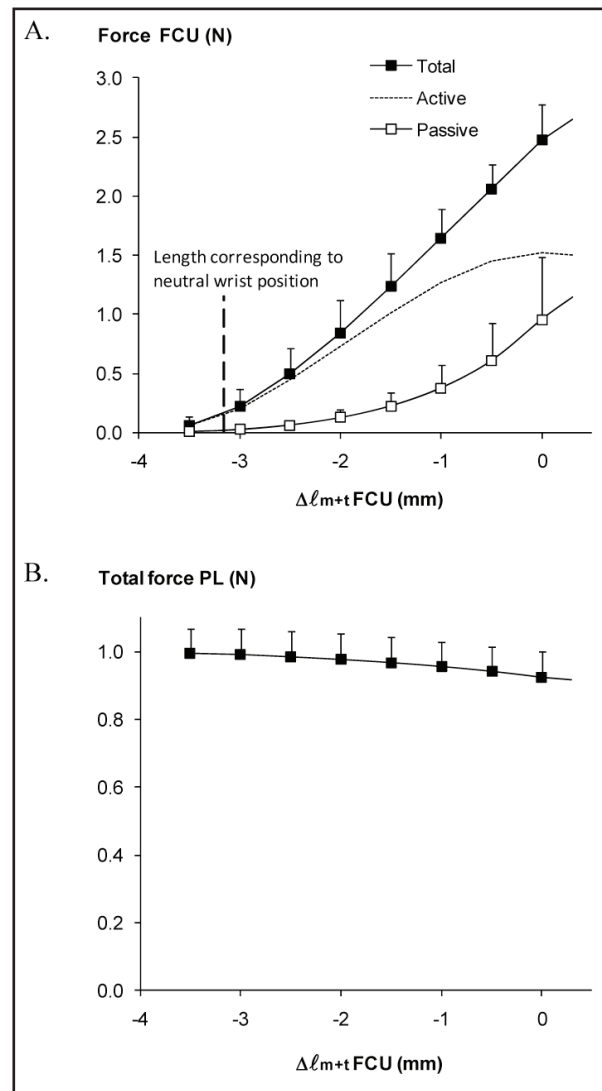 A.
Force FCU (N)
Total
Active
Passive
3.0
2.5
2.0
1.5
1.0
0.5
0.0
Length corresponding to
neutral wrist position
-4 -3 -2 -1 0
Δℓm+t FCU (mm)
B.
Total force PL (N)
1.0
0.8
0.6
0.4
0.2
0.0
-4 -3 -2 -1 0
Δℓm+t FCU (mm)